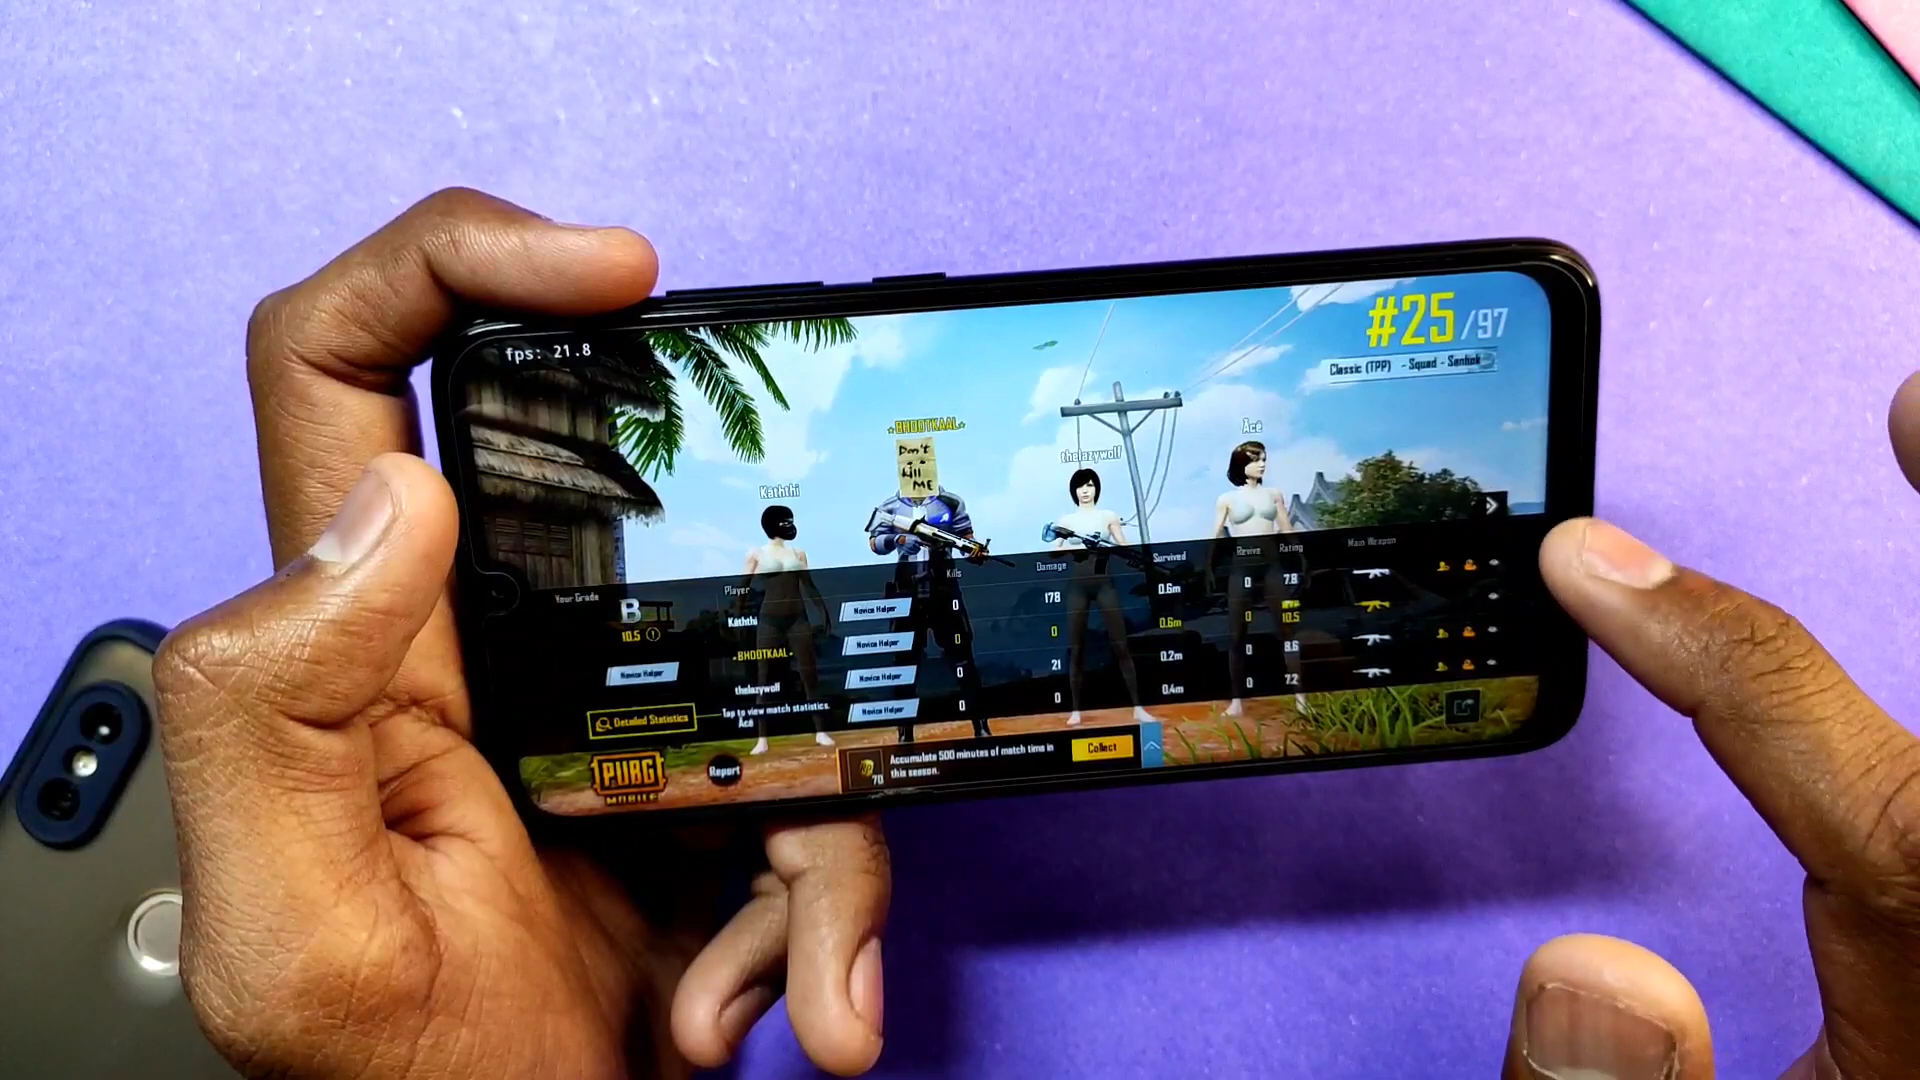 fps: 21.8
#25/97
Classic (TPP) - Squad - Sanhok
BHOOTKAAL
Don't
kill
ME
thelazywolf
Äcé
Kaththi
Your Grade
Player
Kills
Damage
Survived
Revive
Rating
Main Weapon
B
10.5
Novice Helper
Kaththi
Novice Helper
0
178
0.6m
0
7.8
BHOOTKAAL
Novice Helper
0
0
0.6m
0
10.5
thelazywolf
Novice Helper
0
21
0.2m
0
8.6
Äcé
Novice Helper
0
0
0.4m
0
7.2
Detailed Statistics
Tap to view match statistics.
PUBG
MOBILE
Report
RP
70
Accumulate 500 minutes of match time in
this season.
Collect